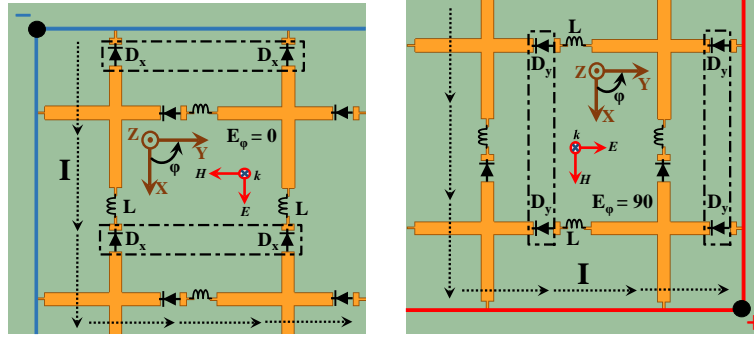 −
Dx Dx
Z
Y
φ
X
Eφ = 0
H k
E
I
L L
Dx Dx
L
Dy Dy
Z
Y
φ
X
k E
H
I
Eφ = 90
Dy Dy
L
I
+